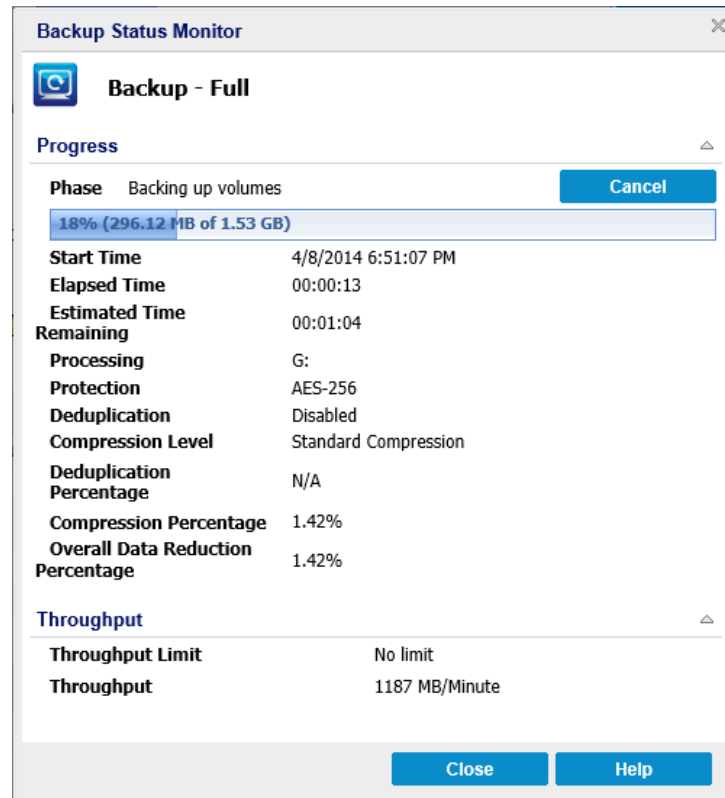 Backup Status Monitor
Backup - Full
Progress
Phase Backing up volumes Cancel
18% (296.12 MB of 1.53 GB)
Start Time 4/8/2014 6:51:07 PM
Elapsed Time 00:00:13
Estimated Time
Remaining 00:01:04
Processing G:
Protection AES-256
Deduplication Disabled
Compression Level Standard Compression
Deduplication
Percentage N/A
Compression Percentage 1.42%
Overall Data Reduction
Percentage 1.42%
Throughput
Throughput Limit No limit
Throughput 1187 MB/Minute
Close Help